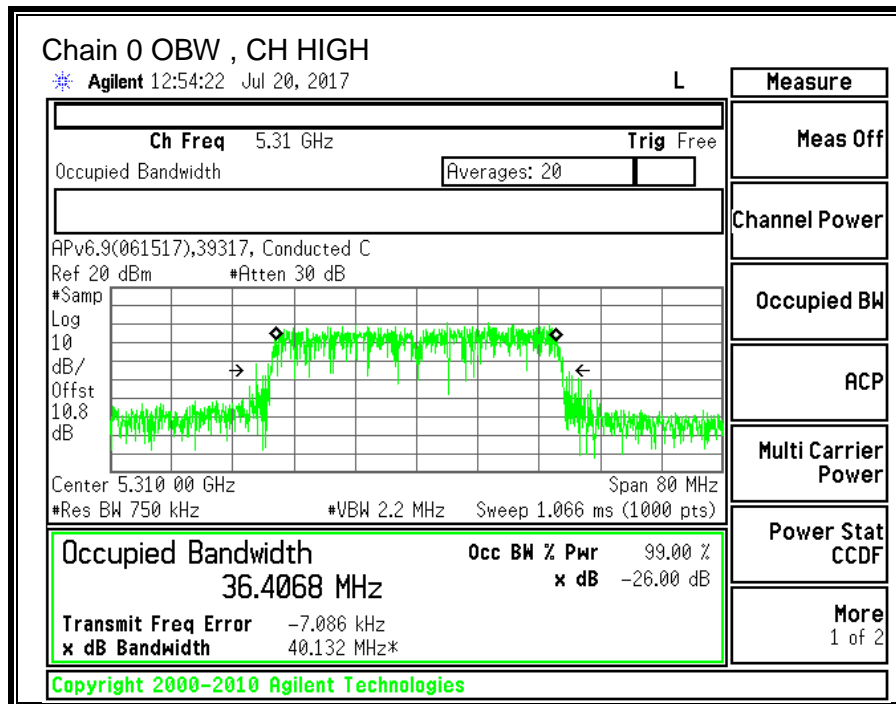 Chain 0 OBW , CH HIGH
Agilent 12:54:22 Jul 20, 2017 L Measure
Ch Freq 5.31 GHz Trig Free
Meas Off
Occupied Bandwidth Averages: 20
Channel Power
APv6.9(061517),39317, Conducted C
Ref 20 dBm #Atten 30 dB
#Samp
Log
10
dB/
Offst
10.8
dB
Occupied BW
ACP
Multi Carrier
Power
Center 5.310 00 GHz Span 80 MHz
#Res BW 750 kHz #VBW 2.2 MHz Sweep 1.066 ms (1000 pts)
Power Stat
CCDF
Occupied Bandwidth Occ BW % Pwr 99.00 %
36.4068 MHz x dB -26.00 dB
Transmit Freq Error -7.086 kHz
x dB Bandwidth 40.132 MHz*
More
1 of 2
Copyright 2000-2010 Agilent Technologies